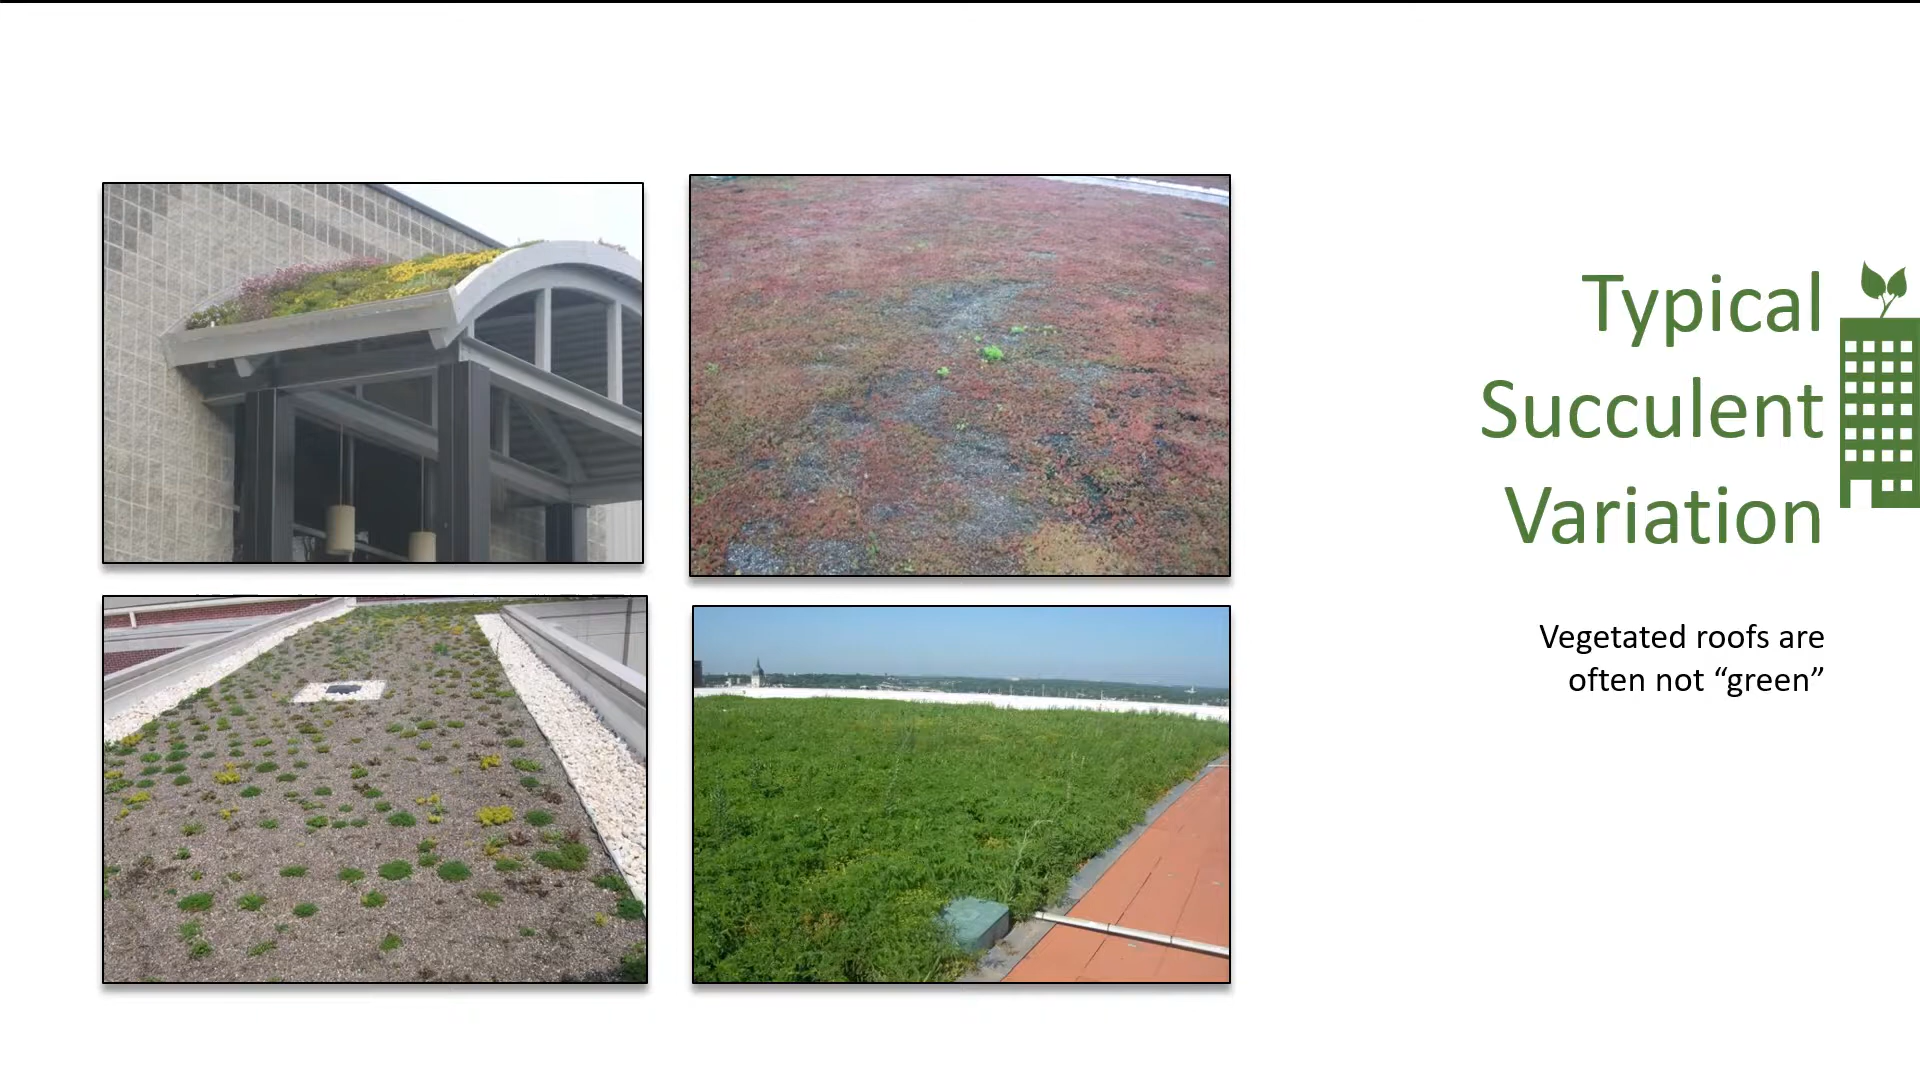 Typical
Succulent
Variation
Vegetated roofs are
often not “green”